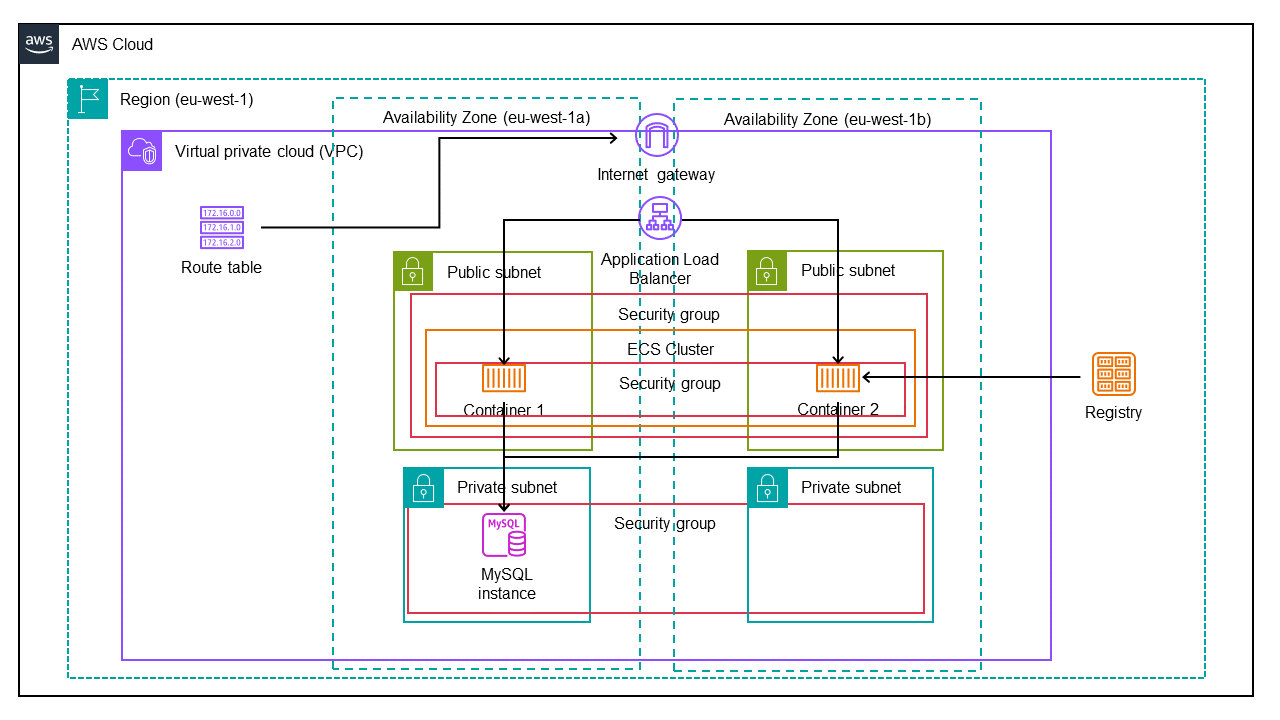 aws
AWS Cloud
Region (eu-west-1)
Availability Zone (eu-west-1a)
Availability Zone (eu-west-1b)
Virtual private cloud (VPC)
Internet gateway
172.16.0.0
172.16.1.0
172.16.2.0
Route table
Application Load
Balancer
Public subnet
Public subnet
Security group
ECS Cluster
Security group
Container 1
Container 2
Registry
Private subnet
Private subnet
Security group
MySQL
MySQL
instance